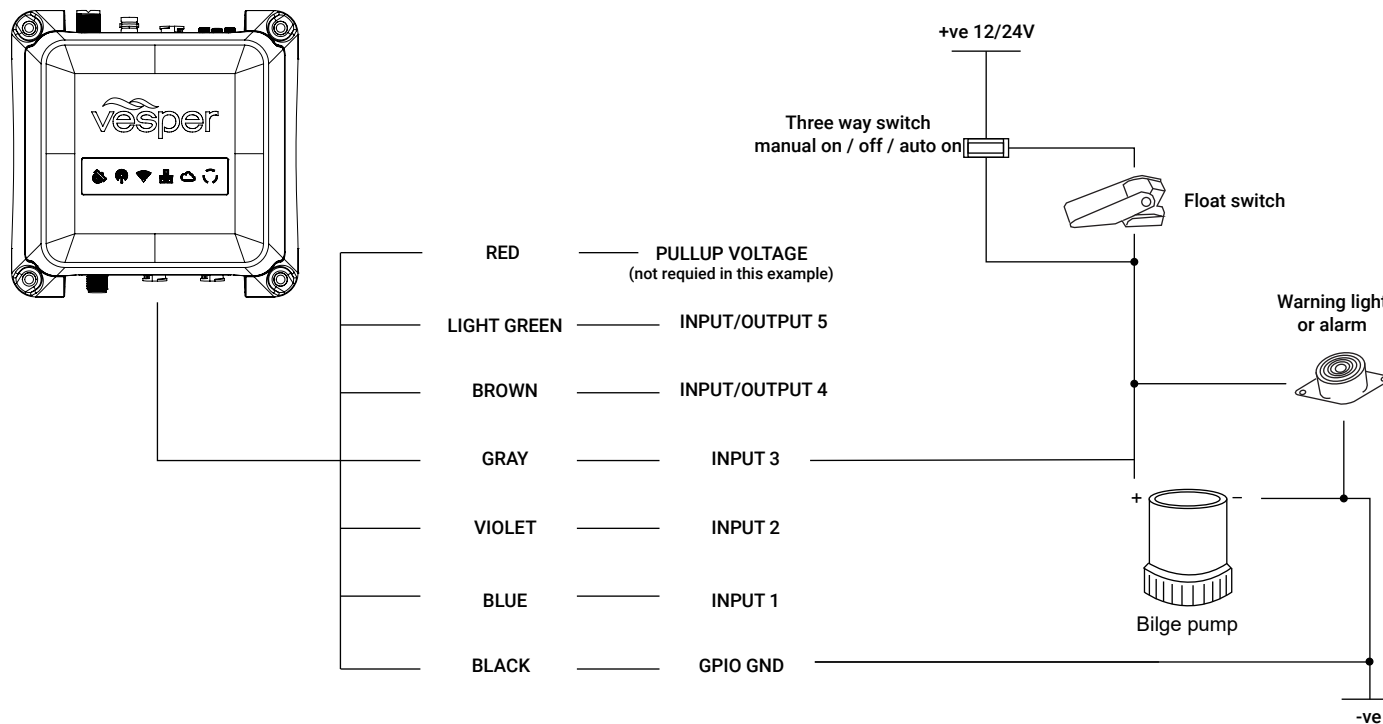 vesper
+ve 12/24V
Three way switch
manual on / off / auto on
Float switch
RED
PULLUP VOLTAGE
(not requied in this example)
Warning light
or alarm
LIGHT GREEN
INPUT/OUTPUT 5
BROWN
INPUT/OUTPUT 4
GRAY
INPUT 3
+
–
VIOLET
INPUT 2
BLUE
INPUT 1
Bilge pump
BLACK
GPIO GND
-ve